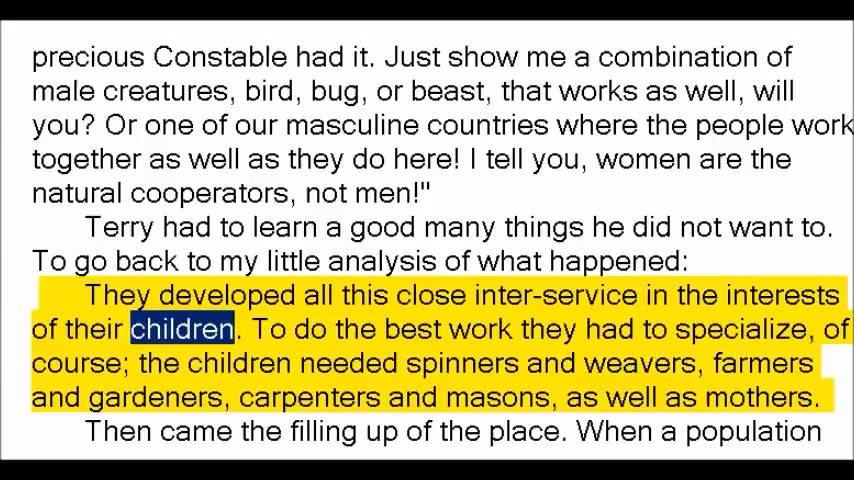 precious Constable had it. Just show me a combination of
male creatures, bird, bug, or beast, that works as well, will
you? Or one of our masculine countries where the people work
together as well as they do here! I tell you, women are the
natural cooperators, not men!"
Terry had to learn a good many things he did not want to.
To go back to my little analysis of what happened:
They developed all this close inter-service in the interests
of their children. To do the best work they had to specialize, of
course; the children needed spinners and weavers, farmers
and gardeners, carpenters and masons, as well as mothers.
Then came the filling up of the place. When a population